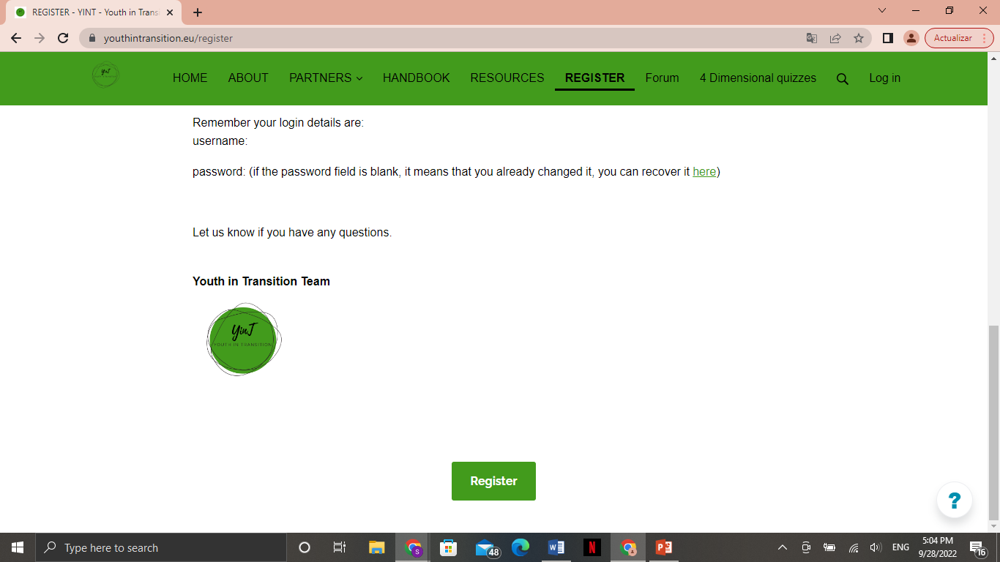 REGISTER - YINT - Youth in Trans
youthintransition.eu/register
Actualizar
YinT
HOME ABOUT PARTNERS HANDBOOK RESOURCES REGISTER Forum 4 Dimensional quizzes Log in
Remember your login details are:
username:
password: (if the password field is blank, it means that you already changed it, you can recover it here)
Let us know if you have any questions.
Youth in Transition Team
YinT
YOUTH IN TRANSITION
Register
?
Type here to search
S
48
W
N
P
ENG
5:04 PM
9/28/2022
16